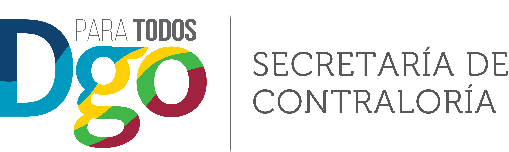 PARA TODOS
Dgo
SECRETARÍA DE
CONTRALORÍA